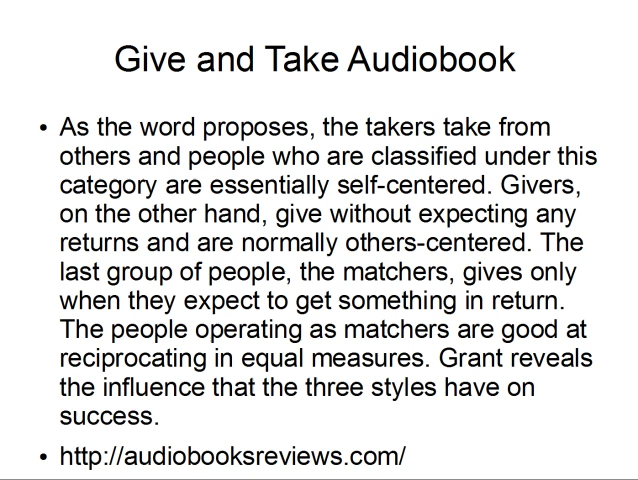 Give and Take Audiobook
• As the word proposes, the takers take from
others and people who are classified under this
category are essentially self-centered. Givers,
on the other hand, give without expecting any
returns and are normally others-centered. The
last group of people, the matchers, gives only
when they expect to get something in return.
The people operating as matchers are good at
reciprocating in equal measures. Grant reveals
the influence that the three styles have on
success.
• http://audiobooksreviews.com/